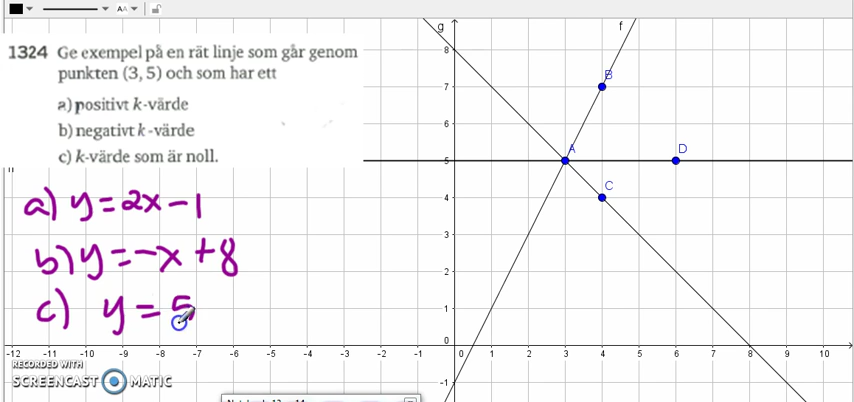 AA
1324 Ge exempel på en rät linje som går genom
punkten (3, 5) och som har ett
a) positivt k-värde
b) negativt k-värde
c) k-värde som är noll.
a) y = 2x - 1
b) y = -x + 8
c) y = 5
g
f
B
A
D
C
8
7
6
5
4
3
2
1
0
-1
-12 -11 -10 -9 -8 -7 -6 -5 -4 -3 -2 -1 0 1 2 3 4 5 6 7 8 9 10
RECORDED WITH
SCREENCAST MATIC